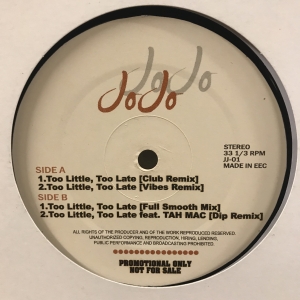 JoJo
JoJo
STEREO
33 1/3 RPM
JJ-01
MADE IN EEC
SIDE A
1.Too Little, Too Late [Club Remix]
2.Too Little, Too Late [Vibes Remix]
SIDE B
1.Too Little, Too Late [Full Smooth Mix]
2.Too Little, Too Late feat. TAH MAC [Dip Remix]
ALL RIGHTS OF THE PRODUCER AND OF THE WORK REPRODUCED RESERVED.
UNAUTHORIZED COPYING, REPRODUCTION, HIRING, LENDING,
PUBLIC PERFORMANCE AND BROADCASTING PROHIBITED.
PROMOTIONAL ONLY
NOT FOR SALE